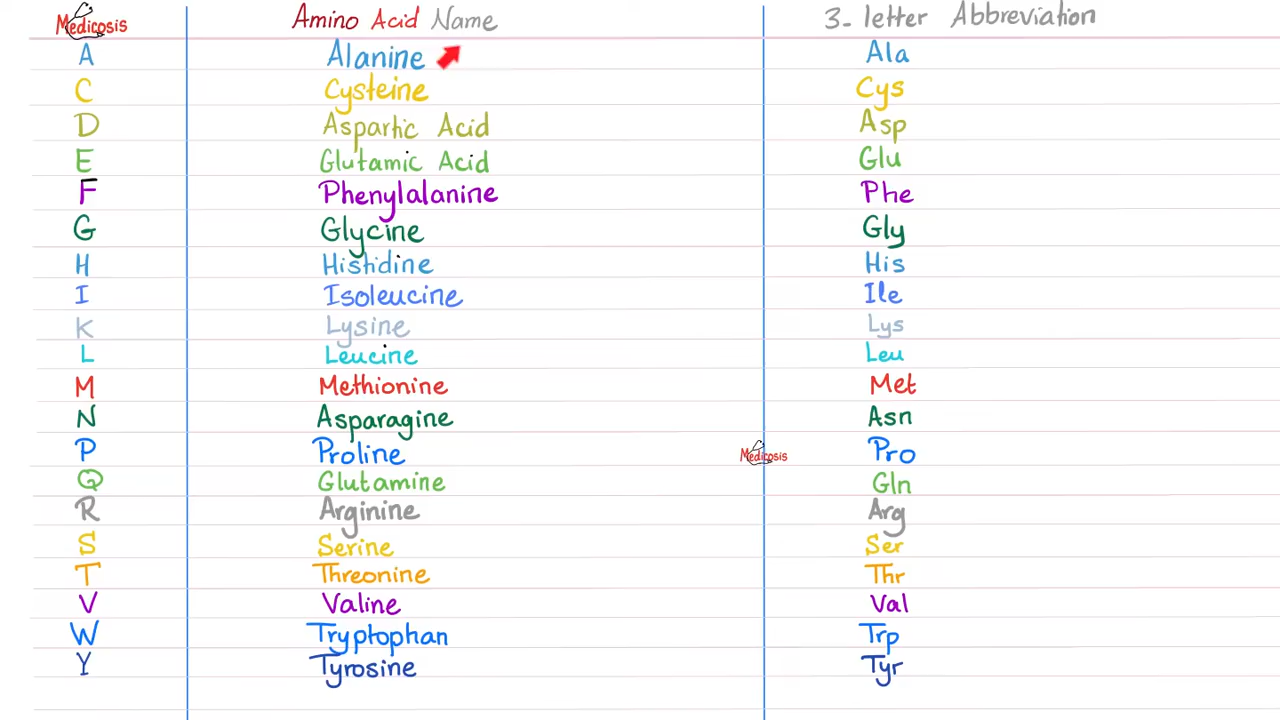 Medicosis Amino Acid Name 3-letter Abbreviation
A Alanine Ala
C Cysteine Cys
D Aspartic Acid Asp
E Glutamic Acid Glu
F Phenylalanine Phe
G Glycine Gly
H Histidine His
I Isoleucine Ile
K Lysine Lys
L Leucine Leu
M Methionine Met
N Asparagine Asn
P Proline Medicosis Pro
Q Glutamine Gln
R Arginine Arg
S Serine Ser
T Threonine Thr
V Valine Val
W Tryptophan Trp
Y Tyrosine Tyr